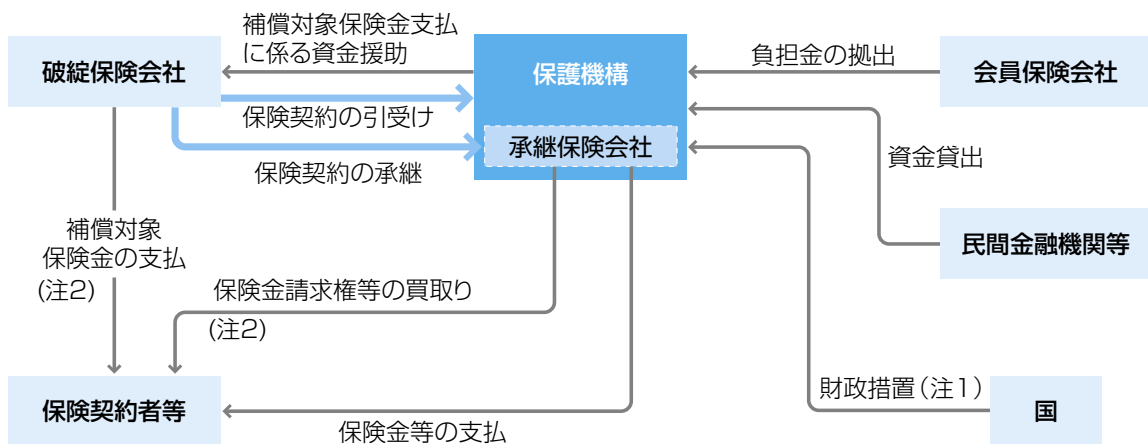 補償対象保険金支払
に係る資金援助
破綻保険会社
保護機構
負担金の拠出
会員保険会社
保険契約の引受け
承継保険会社
保険契約の承継
資金貸出
補償対象
保険金の支払
(注2)
民間金融機関等
保険金請求権等の買取り
(注2)
保険契約者等
保険金等の支払
財政措置(注1)
国